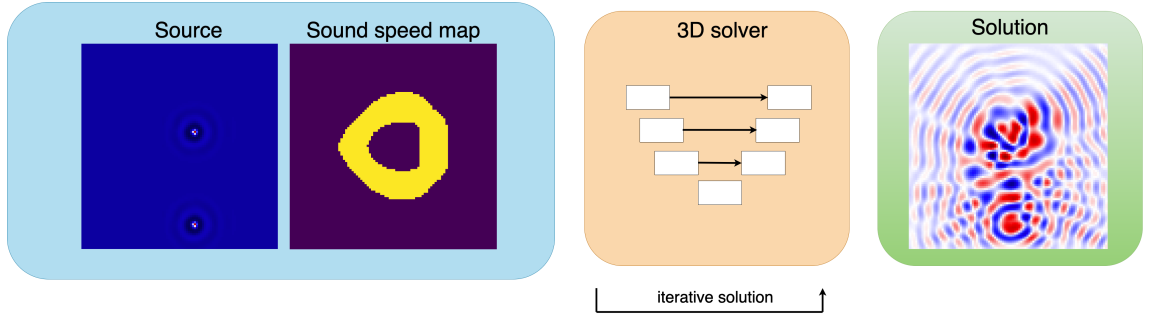 Source
Sound speed map
3D solver
Solution
iterative solution